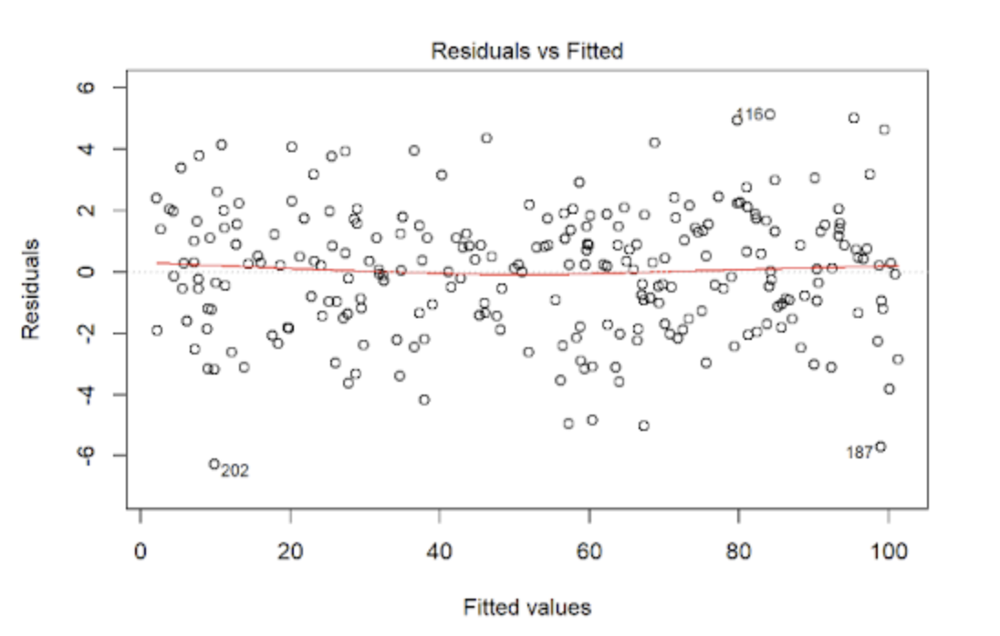 Residuals vs Fitted
Residuals
6
4
2
0
-2
-4
-6
116
202
187
0 20 40 60 80 100
Fitted values